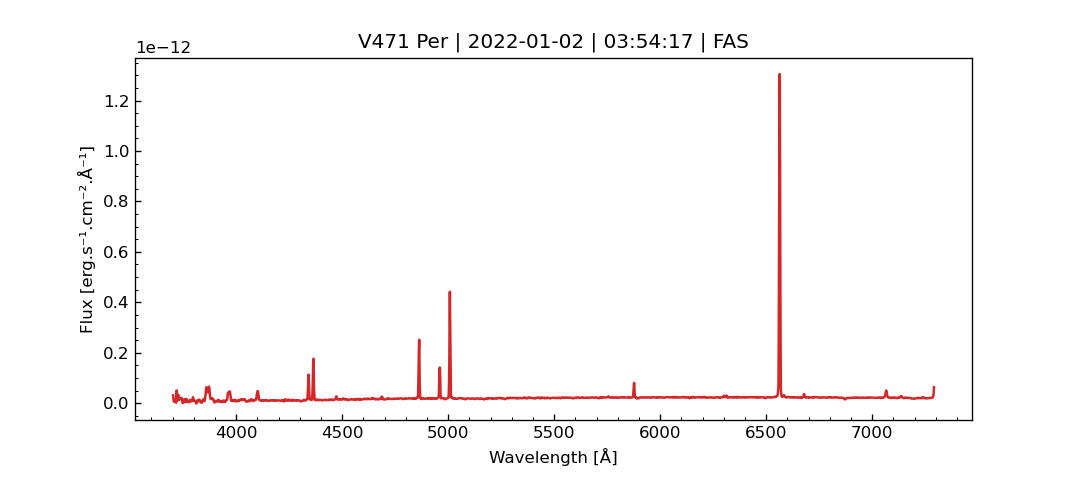 V471 Per | 2022-01-02 | 03:54:17 | FAS
1e−12
1.2
1.0
0.8
0.6
0.4
0.2
0.0
Flux [erg.s⁻¹.cm⁻².Å⁻¹]
4000 4500 5000 5500 6000 6500 7000
Wavelength [Å]